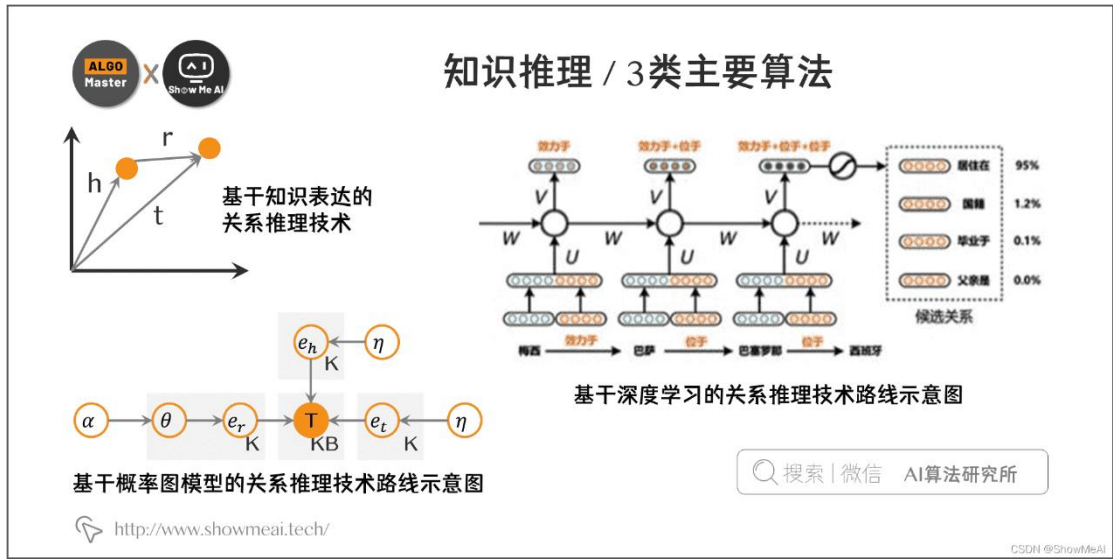 ALGO
Master
X
Show Me AI
知识推理 / 3类主要算法
r
h
t
基于知识表达的
关系推理技术
效力于
效力于+位于
效力于+位于+位于
V
V
V
W
W
W
W
U
U
U
梅西
效力于
巴萨
位于
巴塞罗那
位于
西班牙
居住在 95%
国籍 1.2%
毕业于 0.1%
父亲是 0.0%
候选关系
基于深度学习的关系推理技术路线示意图
e_h
K
η
α
θ
e_r
K
T
KB
e_t
K
η
基于概率图模型的关系推理技术路线示意图
搜索 | 微信 AI算法研究所
http://www.showmeai.tech/
CSDN @ShowMeAI